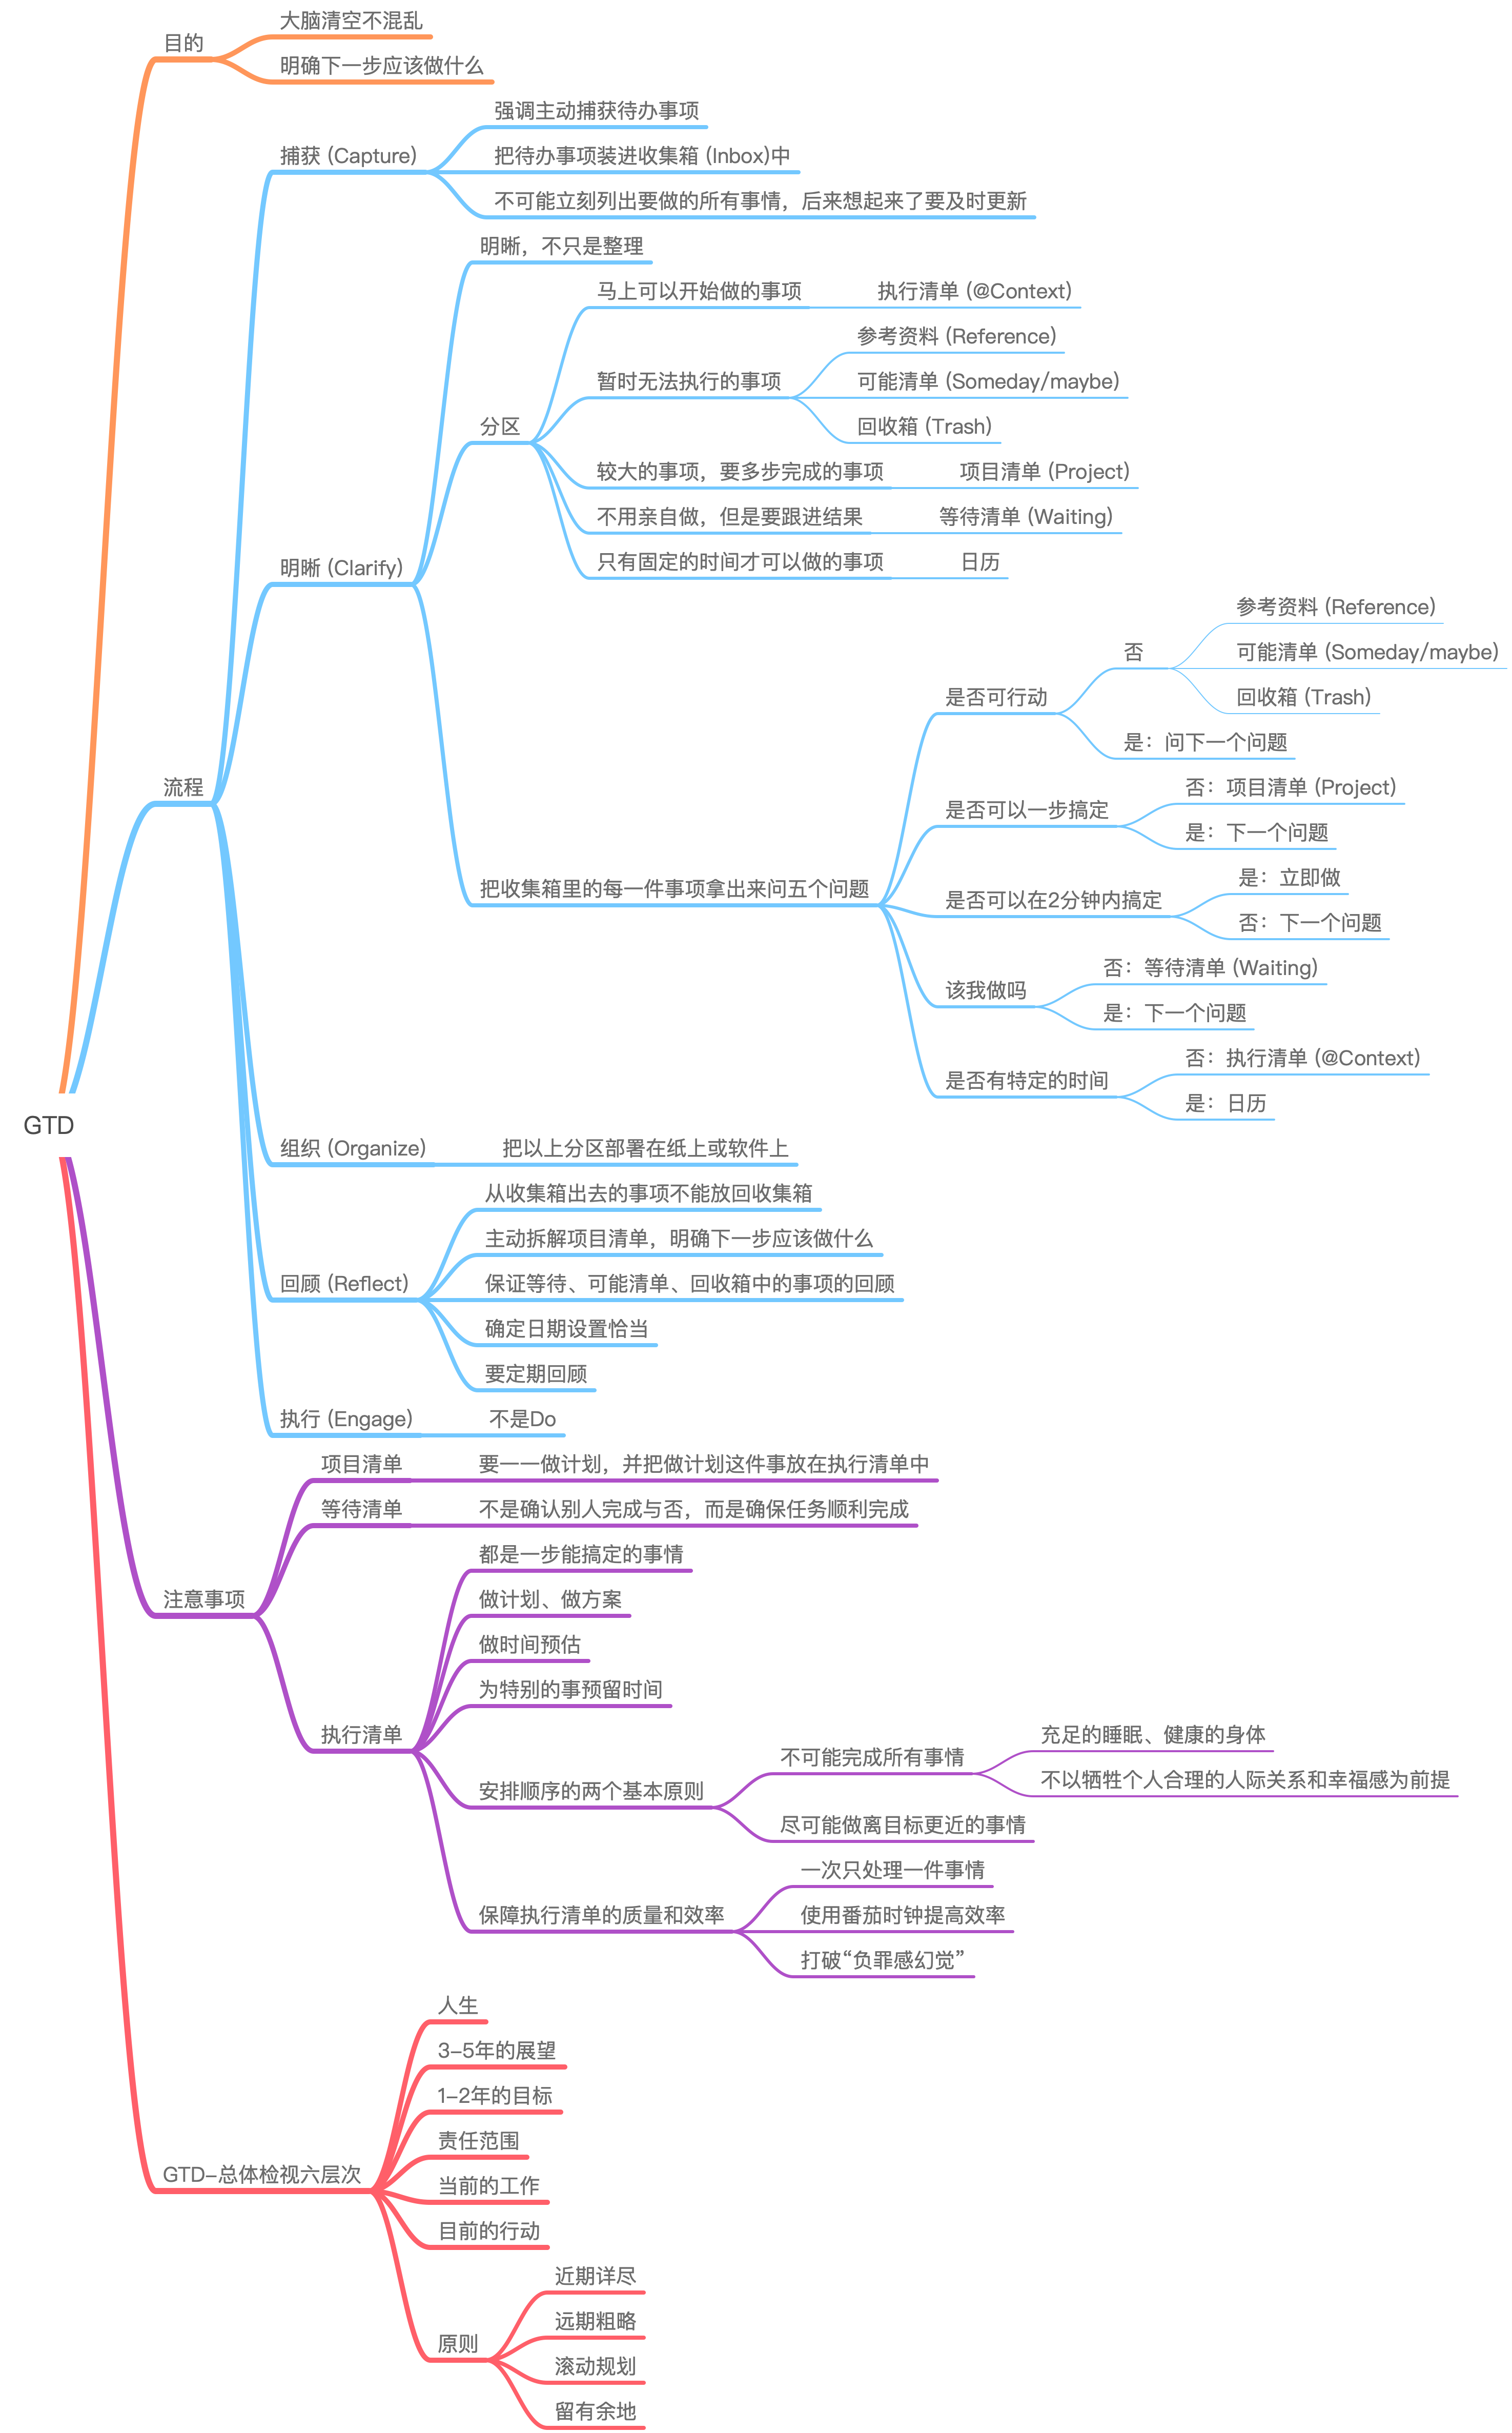 GTD
目的
大脑清空不混乱
明确下一步应该做什么
流程
捕获 (Capture)
强调主动捕获待办事项
把待办事项装进收集箱 (Inbox)中
不可能立刻列出要做的所有事情，后来想起来了要及时更新
明晰 (Clarify)
明晰，不只是整理
分区
马上可以开始做的事项
执行清单 (@Context)
暂时无法执行的事项
参考资料 (Reference)
可能清单 (Someday/maybe)
回收箱 (Trash)
较大的事项，要多步完成的事项
项目清单 (Project)
不用亲自做，但是要跟进结果
等待清单 (Waiting)
只有固定的时间才可以做的事项
日历
把收集箱里的每一件事项拿出来问五个问题
是否可行动
否
参考资料 (Reference)
可能清单 (Someday/maybe)
回收箱 (Trash)
是：问下一个问题
是否可以一步搞定
否：项目清单 (Project)
是：下一个问题
是否可以在2分钟内搞定
是：立即做
否：下一个问题
该我做吗
否：等待清单 (Waiting)
是：下一个问题
是否有特定的时间
否：执行清单 (@Context)
是：日历
组织 (Organize)
把以上分区部署在纸上或软件上
回顾 (Reflect)
从收集箱出去的事项不能放回收集箱
主动拆解项目清单，明确下一步应该做什么
保证等待、可能清单、回收箱中的事项的回顾
确定日期设置恰当
要定期回顾
执行 (Engage)
不是Do
注意事项
项目清单
要一一做计划，并把做计划这件事放在执行清单中
等待清单
不是确认别人完成与否，而是确保任务顺利完成
执行清单
都是一步能搞定的事情
做计划、做方案
做时间预估
为特别的事预留时间
安排顺序的两个基本原则
不可能完成所有事情
充足的睡眠、健康的身体
不以牺牲个人合理的人际关系和幸福感为前提
尽可能做离目标更近的事情
保障执行清单的质量和效率
一次只处理一件事情
使用番茄时钟提高效率
打破“负罪感幻觉”
GTD-总体检视六层次
人生
3-5年的展望
1-2年的目标
责任范围
当前的工作
目前的行动
原则
近期详尽
远期粗略
滚动规划
留有余地